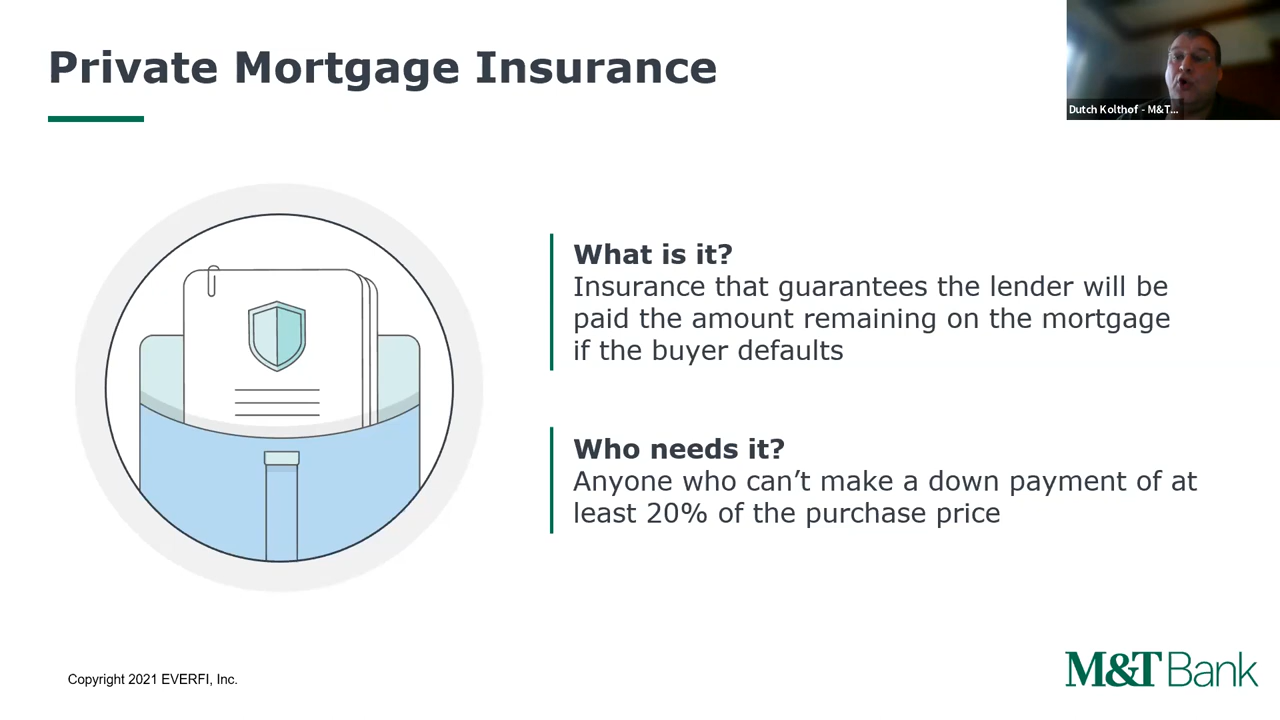 Private Mortgage Insurance
Dutch Kolthof - M&T...
What is it?
Insurance that guarantees the lender will be
paid the amount remaining on the mortgage
if the buyer defaults
Who needs it?
Anyone who can’t make a down payment of at
least 20% of the purchase price
Copyright 2021 EVERFI, Inc.
M&T Bank